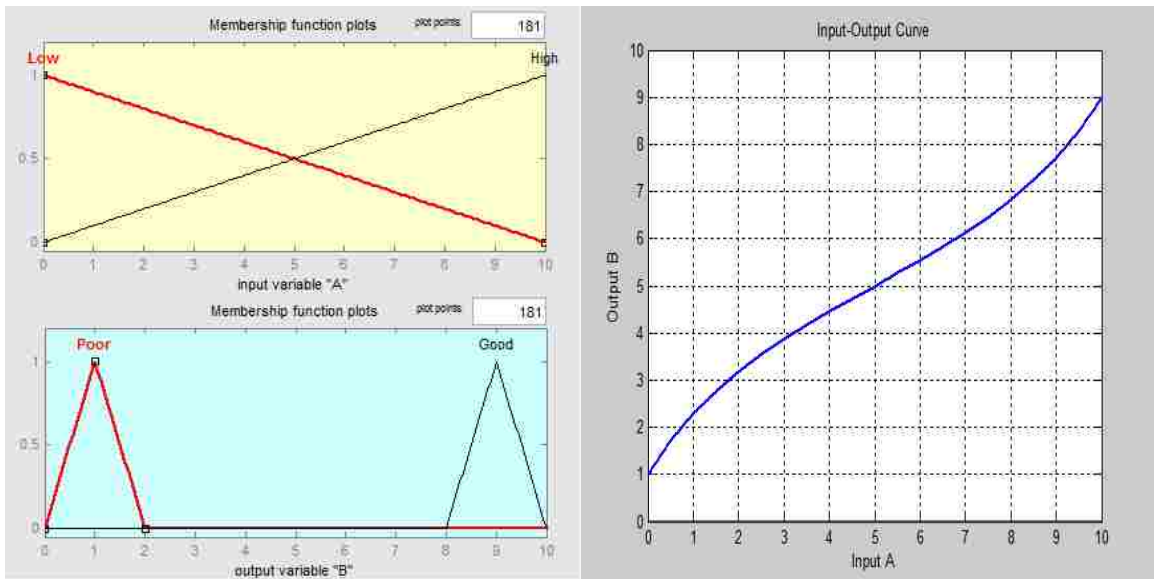 Membership function plots plot points: 181
Low High
1
0.5
0
0 1 2 3 4 5 6 7 8 9 10
input variable "A"
Membership function plots plot points: 181
Poor Good
1
0.5
0
0 1 2 3 4 5 6 7 8 9 10
output variable "B"
Input-Output Curve
10
9
8
7
6
5
4
3
2
1
0
Output B
0 1 2 3 4 5 6 7 8 9 10
Input A